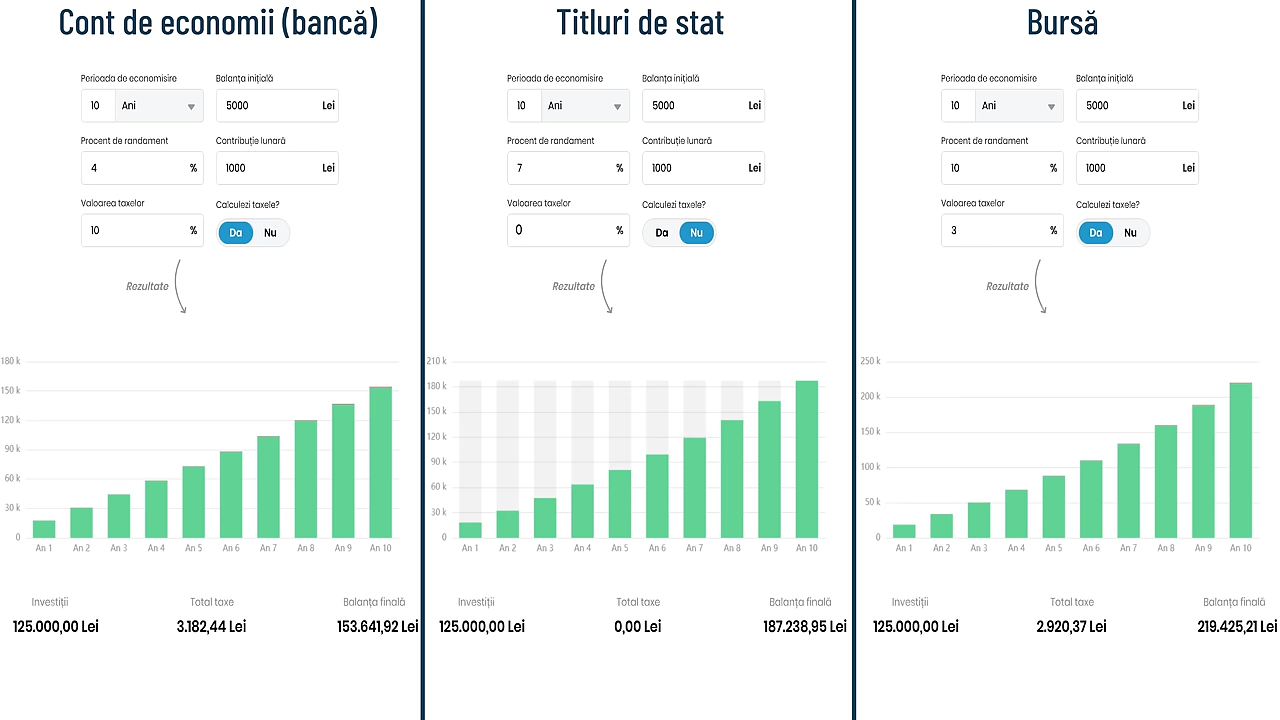 Cont de economii (bancă)
Perioada de economisire
Balanța inițială
10
Ani
5000
Lei
Procent de randament
Contribuție lunară
4
%
1000
Lei
Valoarea taxelor
Calculezi taxele?
10
%
Da
Nu
Rezultate
180 k
150 k
120 k
90 k
60 k
30 k
0
An 1
An 2
An 3
An 4
An 5
An 6
An 7
An 8
An 9
An 10
Investiții
Total taxe
Balanța finală
125.000,00 Lei
3.182,44 Lei
153.641,92 Lei
Titluri de stat
Perioada de economisire
Balanța inițială
10
Ani
5000
Lei
Procent de randament
Contribuție lunară
7
%
1000
Lei
Valoarea taxelor
Calculezi taxele?
0
%
Da
Nu
Rezultate
210 k
180 k
150 k
120 k
90 k
60 k
30 k
0
An 1
An 2
An 3
An 4
An 5
An 6
An 7
An 8
An 9
An 10
Investiții
Total taxe
Balanța finală
125.000,00 Lei
0,00 Lei
187.238,95 Lei
Bursă
Perioada de economisire
Balanța inițială
10
Ani
5000
Lei
Procent de randament
Contribuție lunară
10
%
1000
Lei
Valoarea taxelor
Calculezi taxele?
3
%
Da
Nu
Rezultate
250 k
200 k
150 k
100 k
50 k
0
An 1
An 2
An 3
An 4
An 5
An 6
An 7
An 8
An 9
An 10
Investiții
Total taxe
Balanța finală
125.000,00 Lei
2.920,37 Lei
219.425,21 Lei